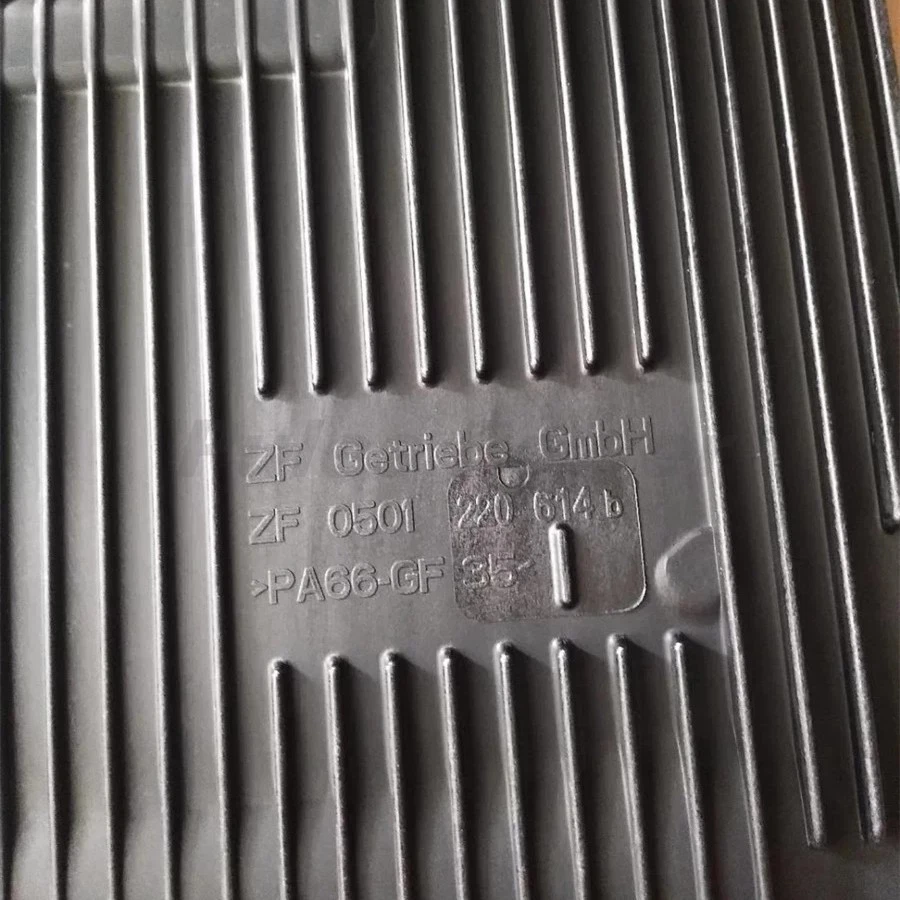 ZF Getriebe GmbH
ZF 0501 220 614 b
>PA66-GF 35<